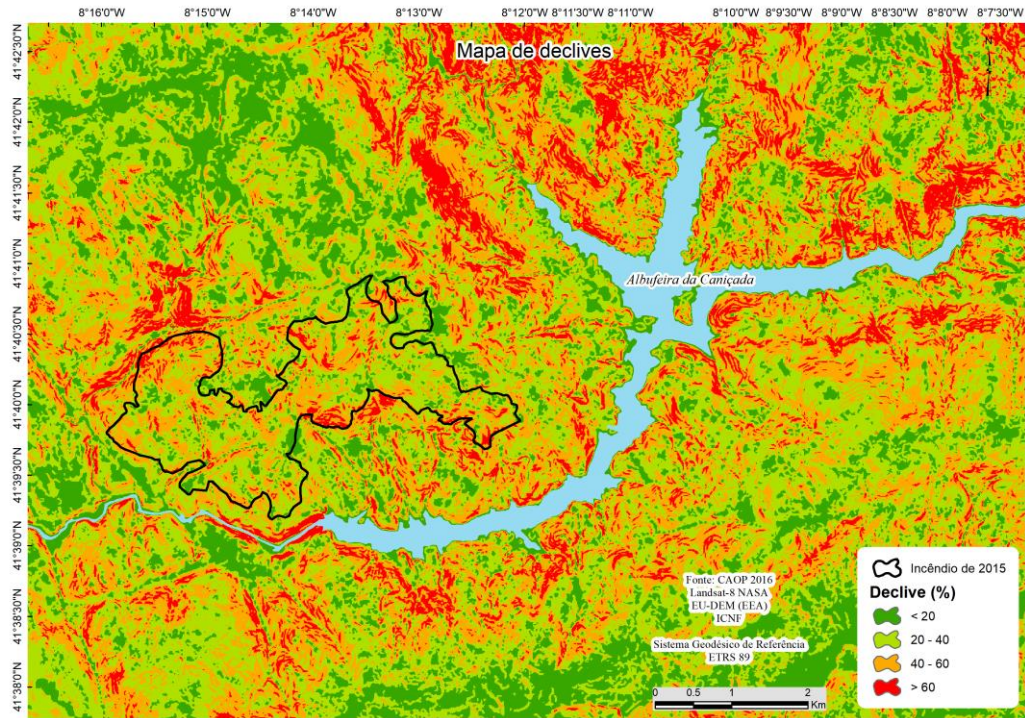 8°16'0"W 8°15'0"W 8°14'0"W 8°13'0"W 8°12'0"W 8°11'30"W 8°11'0"W 8°10'0"W 8°9'0"W 8°8'30"W 8°8'0"W 8°7'30"W
Mapa de declives
N
41°42'30"N
41°42'0"N
41°41'30"N
41°41'0"N
41°40'30"N
41°40'0"N
41°39'30"N
41°39'0"N
41°38'30"N
41°38'0"N
Albufeira da Caniçada
Fonte: CAOP 2016
Landsat-8 NASA
EU-DEM (EEA)
ICNF
Sistema Geodésico de Referência
ETRS 89
0 0.5 1 2
Km
Incêndio de 2015
Declive (%)
< 20
20 - 40
40 - 60
> 60